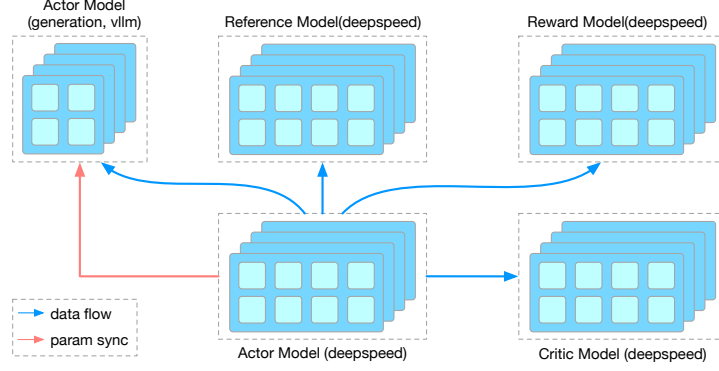 Actor Model
(generation, vllm)
Reference Model(deepspeed)
Reward Model(deepspeed)
data flow
param sync
Actor Model (deepspeed)
Critic Model (deepspeed)